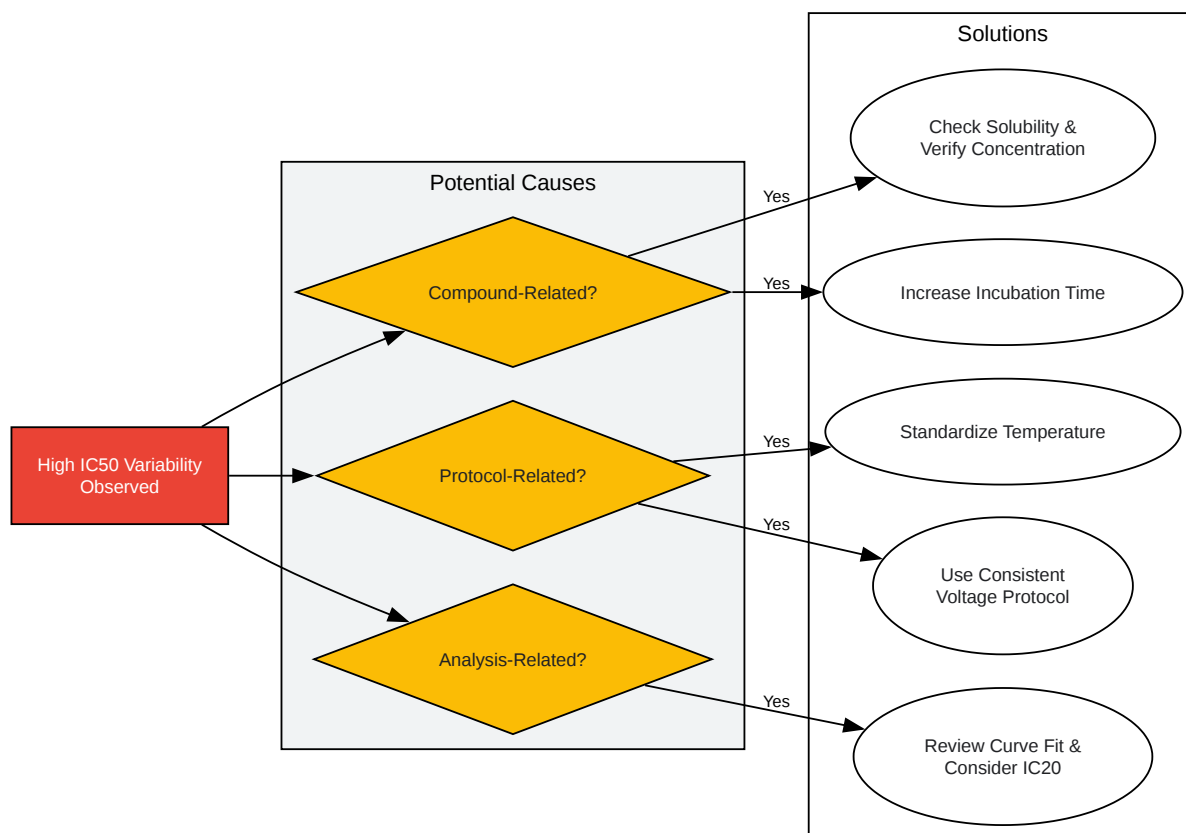 Solutions
Check Solubility &
Verify Concentration
Potential Causes
Yes
Compound-Related?
Yes
Increase Incubation Time
Yes
Standardize Temperature
High IC50 Variability
Observed
Protocol-Related?
Yes
Use Consistent
Voltage Protocol
Analysis-Related?
Yes
Review Curve Fit &
Consider IC20